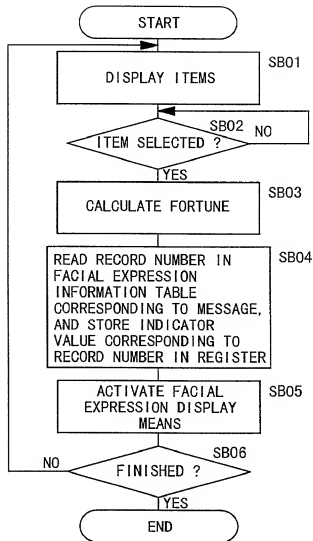 START
SB01
DISPLAY ITEMS
SB02
ITEM SELECTED ?
NO
YES
SB03
CALCULATE FORTUNE
SB04
READ RECORD NUMBER IN
FACIAL EXPRESSION
INFORMATION TABLE
CORRESPONDING TO MESSAGE,
AND STORE INDICATOR
VALUE CORRESPONDING TO
RECORD NUMBER IN REGISTER
SB05
ACTIVATE FACIAL
EXPRESSION DISPLAY
MEANS
SB06
NO
FINISHED ?
YES
END